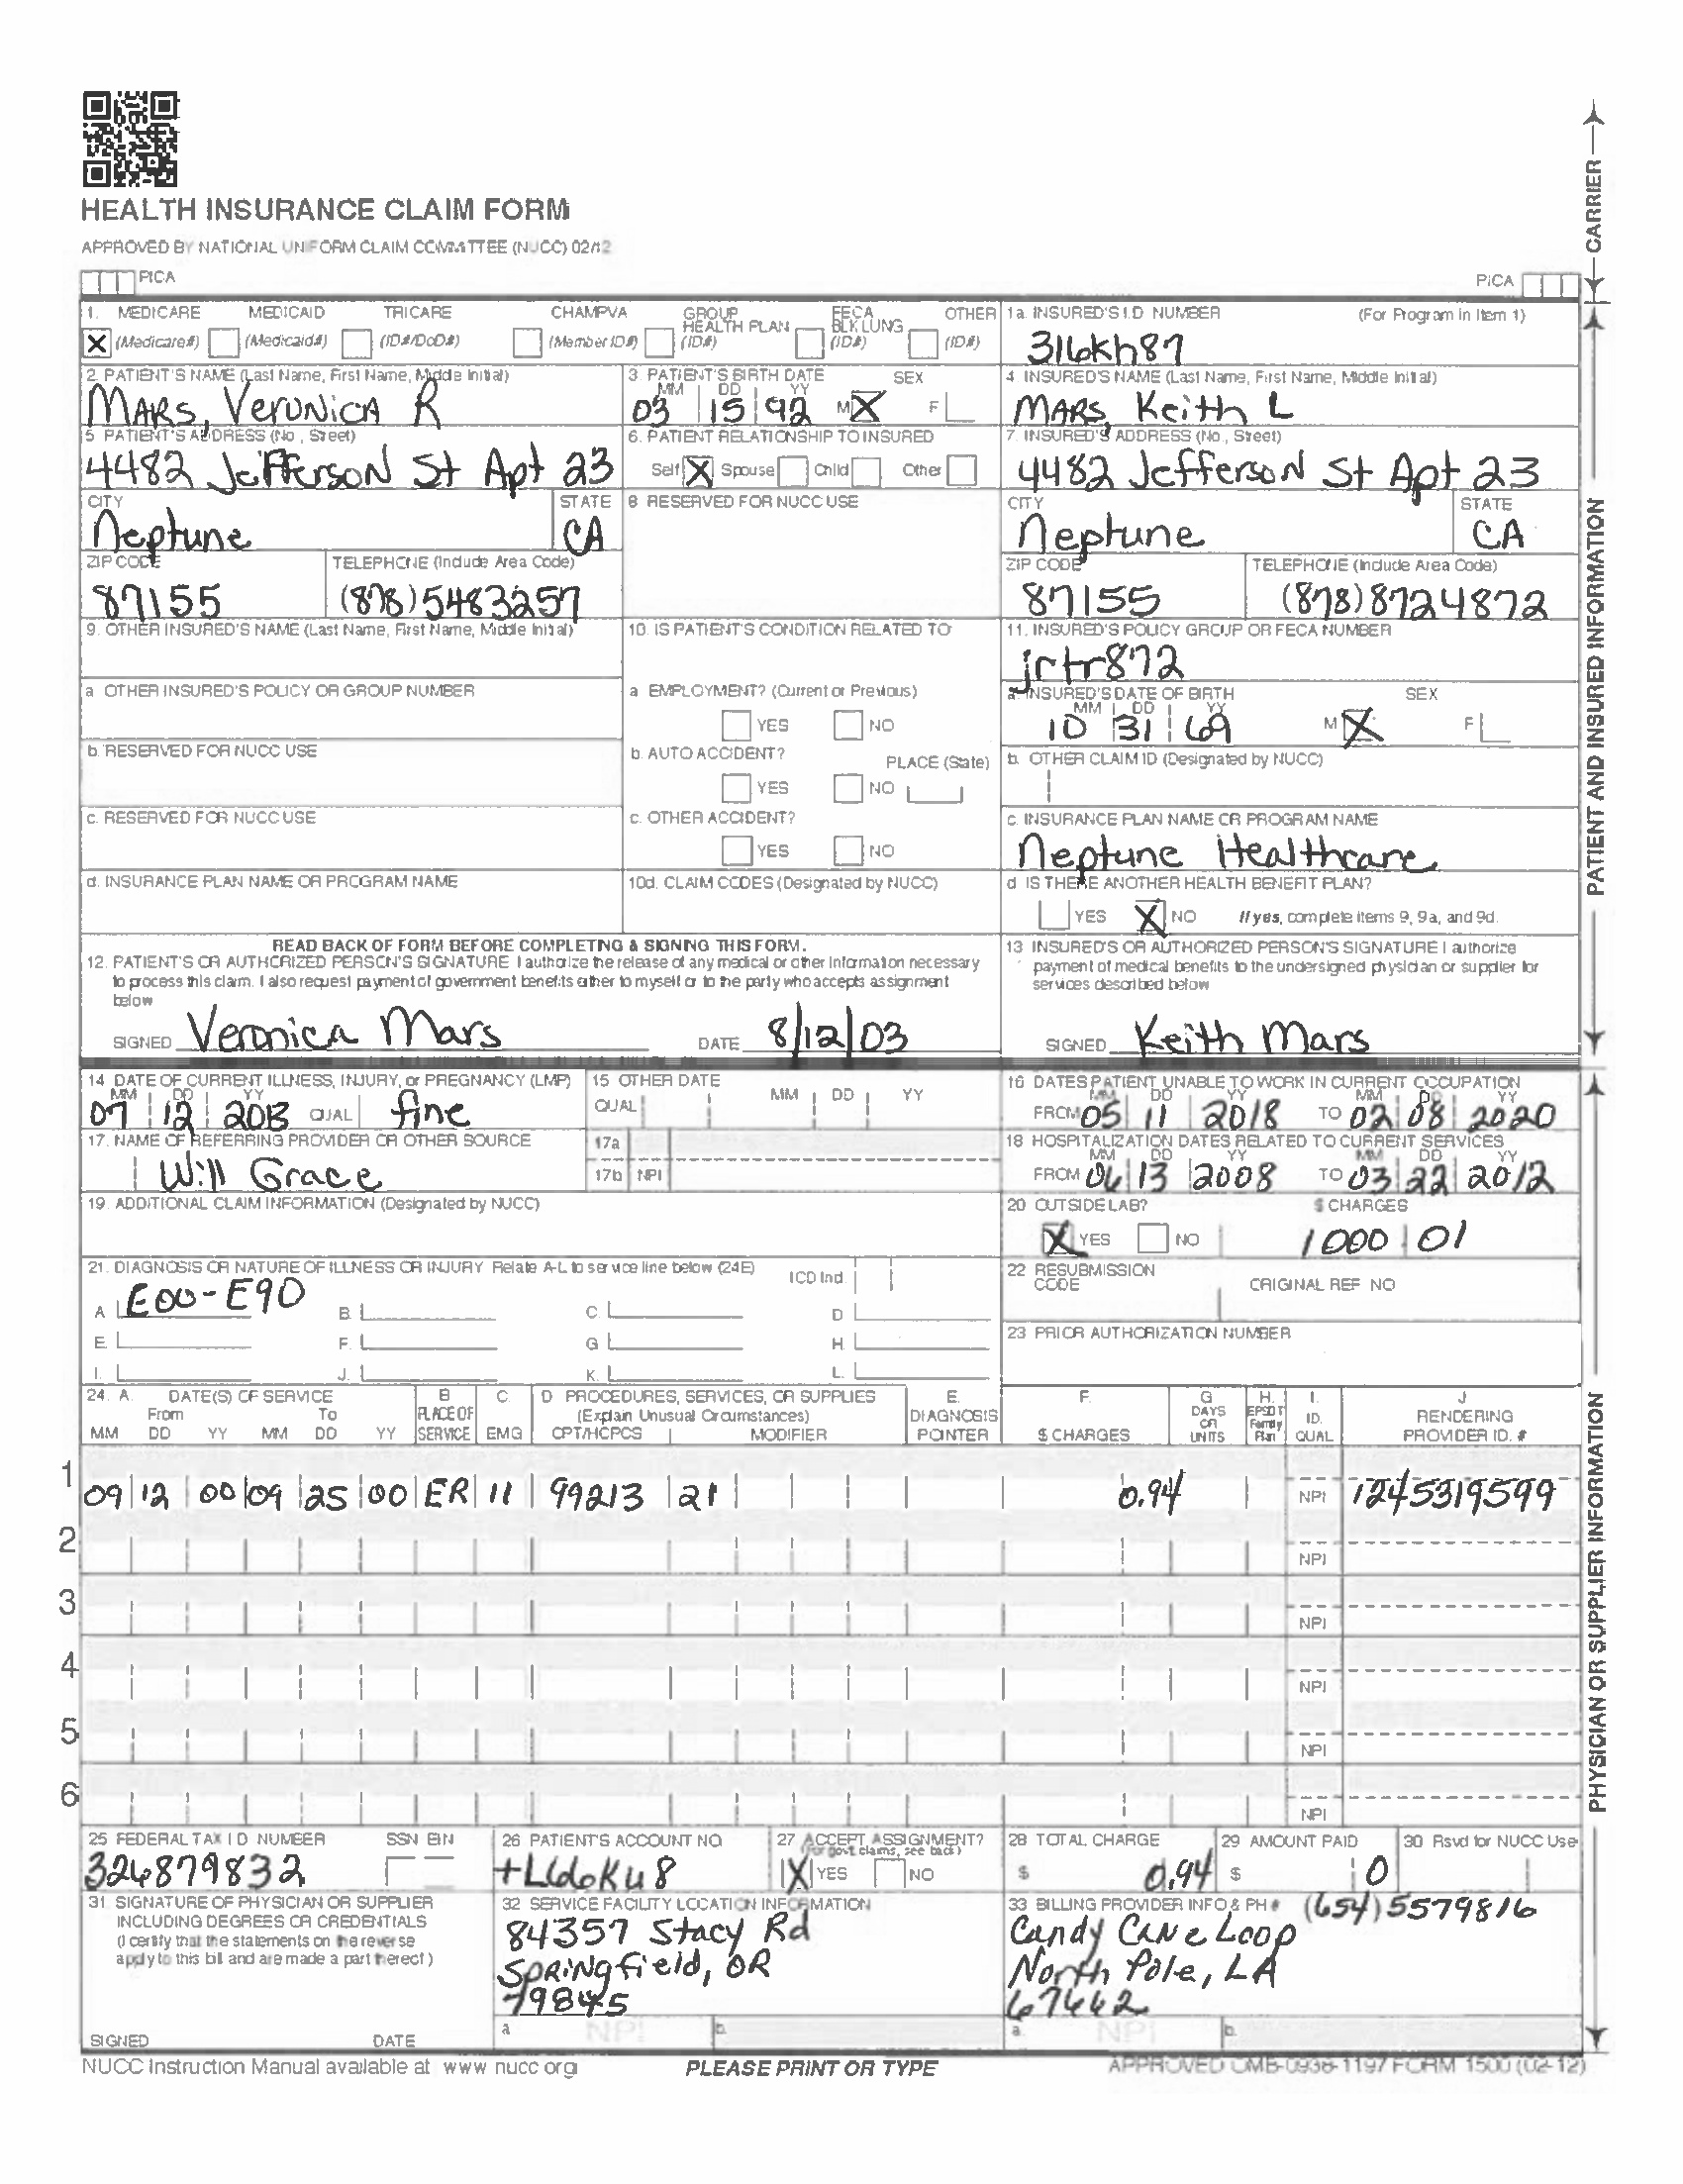 HEALTH INSURANCE CLAIM FORM
APPROVED BY NATIONAL UNIFORM CLAIM COMMITTEE (NUCC) 02/12
PICA PICA
CARRIER
1. MEDICARE MEDICAID TRICARE CHAMPVA GROUP HEALTH PLAN FECA BLK LUNG OTHER
X (Medicare#) (Medicaid#) (ID#/DoD#) (Member ID#) (ID#) (ID#) (ID#)
1a. INSURED'S I.D. NUMBER (For Program in Item 1)
316kh87
2. PATIENT'S NAME (Last Name, First Name, Middle Initial)
MARS, VERONICA R
3. PATIENT'S BIRTH DATE SEX
MM DD YY
03 15 92 M X F
4. INSURED'S NAME (Last Name, First Name, Middle Initial)
MARS, Keith L
5. PATIENT'S ADDRESS (No., Street)
4482 Jefferson St Apt 23
6. PATIENT RELATIONSHIP TO INSURED
Self X Spouse Child Other
7. INSURED'S ADDRESS (No., Street)
4482 Jefferson St Apt 23
CITY STATE
Neptune CA
8. RESERVED FOR NUCC USE
CITY STATE
Neptune CA
ZIP CODE TELEPHONE (Include Area Code)
87155 (878) 5483257
ZIP CODE TELEPHONE (Include Area Code)
87155 (878) 8724872
9. OTHER INSURED'S NAME (Last Name, First Name, Middle Initial)
10. IS PATIENT'S CONDITION RELATED TO
11. INSURED'S POLICY GROUP OR FECA NUMBER
jrtr872
a. OTHER INSURED'S POLICY OR GROUP NUMBER
a. EMPLOYMENT? (Current or Previous)
YES NO
a. INSURED'S DATE OF BIRTH SEX
MM DD YY
10 31 69 M X F
b. RESERVED FOR NUCC USE
b. AUTO ACCIDENT? PLACE (State)
YES NO
b. OTHER CLAIM ID (Designated by NUCC)
c. RESERVED FOR NUCC USE
c. OTHER ACCIDENT?
YES NO
c. INSURANCE PLAN NAME OR PROGRAM NAME
Neptune Healthcare
d. INSURANCE PLAN NAME OR PROGRAM NAME
10d. CLAIM CODES (Designated by NUCC)
d. IS THERE ANOTHER HEALTH BENEFIT PLAN?
YES X NO If yes, complete items 9, 9a, and 9d.
READ BACK OF FORM BEFORE COMPLETING & SIGNING THIS FORM.
12. PATIENT'S OR AUTHORIZED PERSON'S SIGNATURE I authorize the release of any medical or other information necessary
to process this claim. I also request payment of government benefits either to myself or to the party who accepts assignment
below
SIGNED Veronica Mars DATE 8/12/03
13. INSURED'S OR AUTHORIZED PERSON'S SIGNATURE I authorize
payment of medical benefits to the undersigned physician or supplier for
services described below
SIGNED Keith Mars
PATIENT AND INSURED INFORMATION
14. DATE OF CURRENT ILLNESS, INJURY, or PREGNANCY (LMP)
MM DD YY
07 12 2013 QUAL fine
15. OTHER DATE
QUAL MM DD YY
16. DATES PATIENT UNABLE TO WORK IN CURRENT OCCUPATION
MM DD YY MM DD YY
FROM 05 11 2018 TO 02 08 2020
17. NAME OF REFERRING PROVIDER OR OTHER SOURCE
Will Grace
17a
17b NPI
18. HOSPITALIZATION DATES RELATED TO CURRENT SERVICES
MM DD YY MM DD YY
FROM 06 13 2008 TO 03 22 2012
19. ADDITIONAL CLAIM INFORMATION (Designated by NUCC)
20. OUTSIDE LAB? $ CHARGES
X YES NO 1000 01
21. DIAGNOSIS OR NATURE OF ILLNESS OR INJURY Relate A-L to service line below (24E) ICD Ind.
A. E00-E90 B. C. D.
E. F. G. H.
I. J. K. L.
22. RESUBMISSION CODE ORIGINAL REF. NO.
23. PRIOR AUTHORIZATION NUMBER
24. A. DATE(S) OF SERVICE B. C. D. PROCEDURES, SERVICES, OR SUPPLIES E. F. G. H. I. J.
From To PLACE OF (Explain Unusual Circumstances) DIAGNOSIS DAYS OR EPSDT Family ID. RENDERING
MM DD YY MM DD YY SERVICE EMG CPT/HCPCS MODIFIER POINTER $ CHARGES UNITS Plan QUAL PROVIDER ID. #
1 09 12 00 09 25 00 ER 11 99213 21 0.94 NPI 1245319599
2 NPI
3 NPI
4 NPI
5 NPI
6 NPI
25. FEDERAL TAX I.D. NUMBER SSN EIN
326879832
26. PATIENT'S ACCOUNT NO.
+L6doKu8
27. ACCEPT ASSIGNMENT?
(For govt. claims, see back)
X YES NO
28. TOTAL CHARGE
$ 0.94
29. AMOUNT PAID
$ 0
30. Rsvd for NUCC Use
31. SIGNATURE OF PHYSICIAN OR SUPPLIER
INCLUDING DEGREES OR CREDENTIALS
(I certify that the statements on the reverse
apply to this bill and are made a part thereof.)
SIGNED DATE
32. SERVICE FACILITY LOCATION INFORMATION
84357 Stacy Rd
Springfield, OR
79845
a. NPI b.
33. BILLING PROVIDER INFO & PH # (654) 5579816
Candy Cane Loop
North Pole, LA
67662
a. NPI b.
PHYSICIAN OR SUPPLIER INFORMATION
NUCC Instruction Manual available at: www.nucc.org PLEASE PRINT OR TYPE APPROVED OMB-0938-1197 FORM 1500 (02-12)